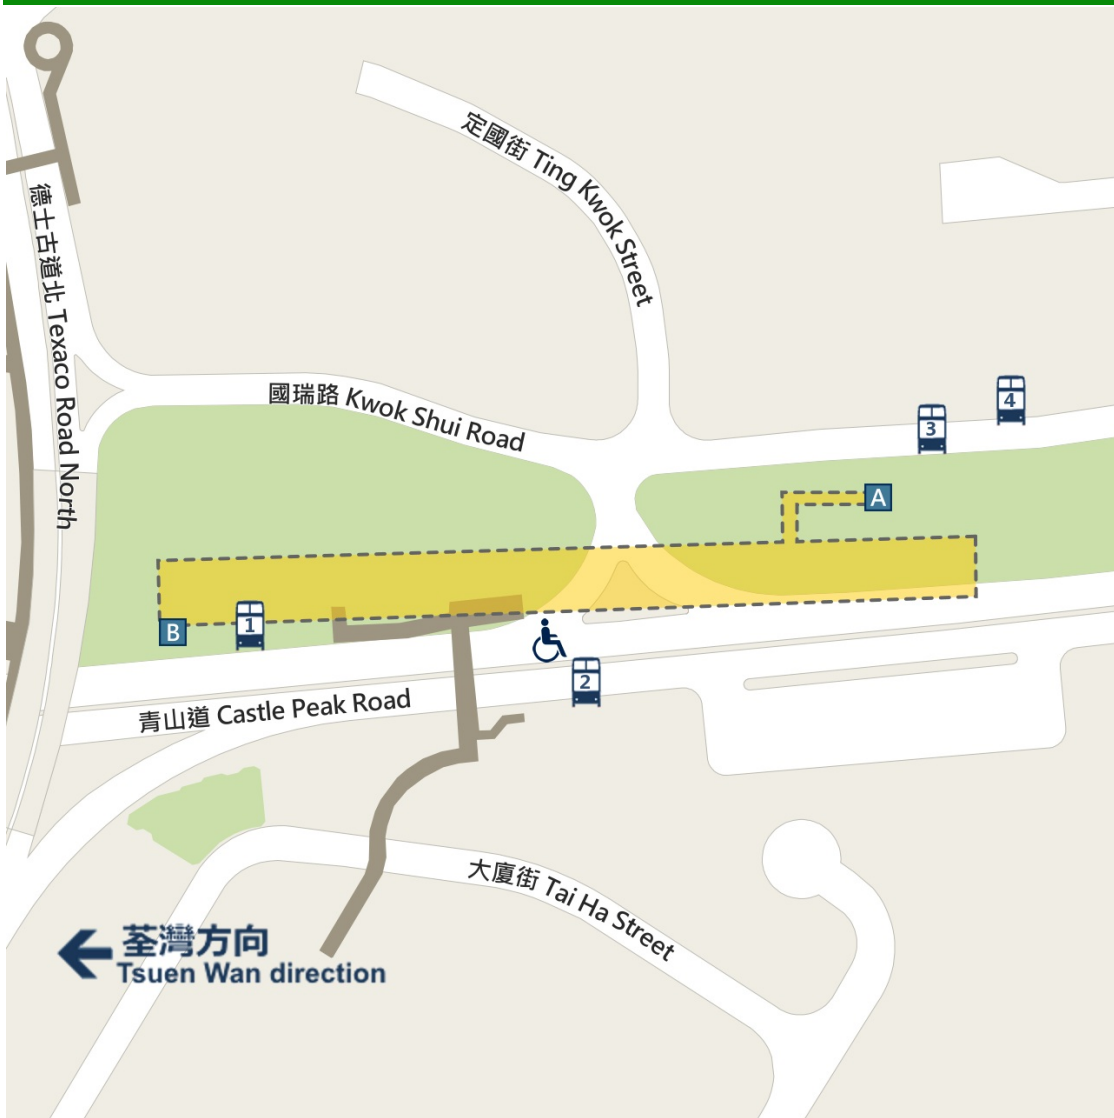 定國街 Ting Kwok Street
德士古道北 Texaco Road North
國瑞路 Kwok Shui Road
4
3
A
1
B
2
青山道 Castle Peak Road
大廈街 Tai Ha Street
荃灣方向
Tsuen Wan direction